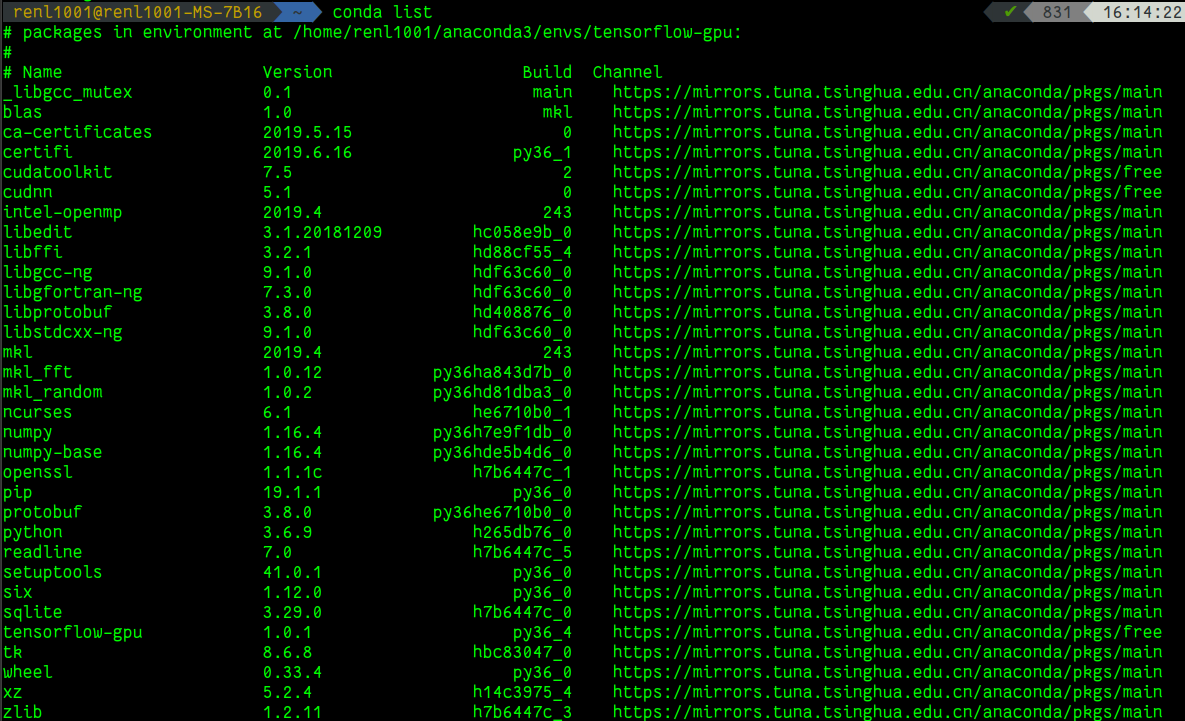 renl1001@renl1001-MS-7B16 ~ conda list ✔ 831 16:14:22
# packages in environment at /home/renl1001/anaconda3/envs/tensorflow-gpu:
#
# Name Version Build Channel
_libgcc_mutex 0.1 main https://mirrors.tuna.tsinghua.edu.cn/anaconda/pkgs/main
blas 1.0 mkl https://mirrors.tuna.tsinghua.edu.cn/anaconda/pkgs/main
ca-certificates 2019.5.15 0 https://mirrors.tuna.tsinghua.edu.cn/anaconda/pkgs/main
certifi 2019.6.16 py36_1 https://mirrors.tuna.tsinghua.edu.cn/anaconda/pkgs/main
cudatoolkit 7.5 2 https://mirrors.tuna.tsinghua.edu.cn/anaconda/pkgs/free
cudnn 5.1 0 https://mirrors.tuna.tsinghua.edu.cn/anaconda/pkgs/free
intel-openmp 2019.4 243 https://mirrors.tuna.tsinghua.edu.cn/anaconda/pkgs/main
libedit 3.1.20181209 hc058e9b_0 https://mirrors.tuna.tsinghua.edu.cn/anaconda/pkgs/main
libffi 3.2.1 hd88cf55_4 https://mirrors.tuna.tsinghua.edu.cn/anaconda/pkgs/main
libgcc-ng 9.1.0 hdf63c60_0 https://mirrors.tuna.tsinghua.edu.cn/anaconda/pkgs/main
libgfortran-ng 7.3.0 hdf63c60_0 https://mirrors.tuna.tsinghua.edu.cn/anaconda/pkgs/main
libprotobuf 3.8.0 hd408876_0 https://mirrors.tuna.tsinghua.edu.cn/anaconda/pkgs/main
libstdcxx-ng 9.1.0 hdf63c60_0 https://mirrors.tuna.tsinghua.edu.cn/anaconda/pkgs/main
mkl 2019.4 243 https://mirrors.tuna.tsinghua.edu.cn/anaconda/pkgs/main
mkl_fft 1.0.12 py36ha843d7b_0 https://mirrors.tuna.tsinghua.edu.cn/anaconda/pkgs/main
mkl_random 1.0.2 py36hd81dba3_0 https://mirrors.tuna.tsinghua.edu.cn/anaconda/pkgs/main
ncurses 6.1 he6710b0_1 https://mirrors.tuna.tsinghua.edu.cn/anaconda/pkgs/main
numpy 1.16.4 py36h7e9f1db_0 https://mirrors.tuna.tsinghua.edu.cn/anaconda/pkgs/main
numpy-base 1.16.4 py36hde5b4d6_0 https://mirrors.tuna.tsinghua.edu.cn/anaconda/pkgs/main
openssl 1.1.1c h7b6447c_1 https://mirrors.tuna.tsinghua.edu.cn/anaconda/pkgs/main
pip 19.1.1 py36_0 https://mirrors.tuna.tsinghua.edu.cn/anaconda/pkgs/main
protobuf 3.8.0 py36he6710b0_0 https://mirrors.tuna.tsinghua.edu.cn/anaconda/pkgs/main
python 3.6.9 h265db76_0 https://mirrors.tuna.tsinghua.edu.cn/anaconda/pkgs/main
readline 7.0 h7b6447c_5 https://mirrors.tuna.tsinghua.edu.cn/anaconda/pkgs/main
setuptools 41.0.1 py36_0 https://mirrors.tuna.tsinghua.edu.cn/anaconda/pkgs/main
six 1.12.0 py36_0 https://mirrors.tuna.tsinghua.edu.cn/anaconda/pkgs/main
sqlite 3.29.0 h7b6447c_0 https://mirrors.tuna.tsinghua.edu.cn/anaconda/pkgs/main
tensorflow-gpu 1.0.1 py36_4 https://mirrors.tuna.tsinghua.edu.cn/anaconda/pkgs/free
tk 8.6.8 hbc83047_0 https://mirrors.tuna.tsinghua.edu.cn/anaconda/pkgs/main
wheel 0.33.4 py36_0 https://mirrors.tuna.tsinghua.edu.cn/anaconda/pkgs/main
xz 5.2.4 h14c3975_4 https://mirrors.tuna.tsinghua.edu.cn/anaconda/pkgs/main
zlib 1.2.11 h7b6447c_3 https://mirrors.tuna.tsinghua.edu.cn/anaconda/pkgs/main